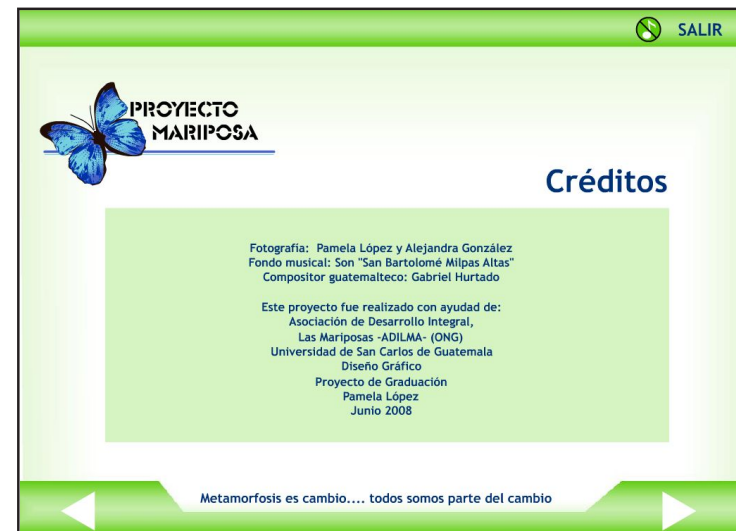 SALIR
PROYECTO
MARIPOSA
Créditos
Fotografía: Pamela López y Alejandra González
Fondo musical: Son "San Bartolomé Milpas Altas"
Compositor guatemalteco: Gabriel Hurtado
Este proyecto fue realizado con ayudad de:
Asociación de Desarrollo Integral,
Las Mariposas -ADILMA- (ONG)
Universidad de San Carlos de Guatemala
Diseño Gráfico
Proyecto de Graduación
Pamela López
Junio 2008
Metamorfosis es cambio.... todos somos parte del cambio